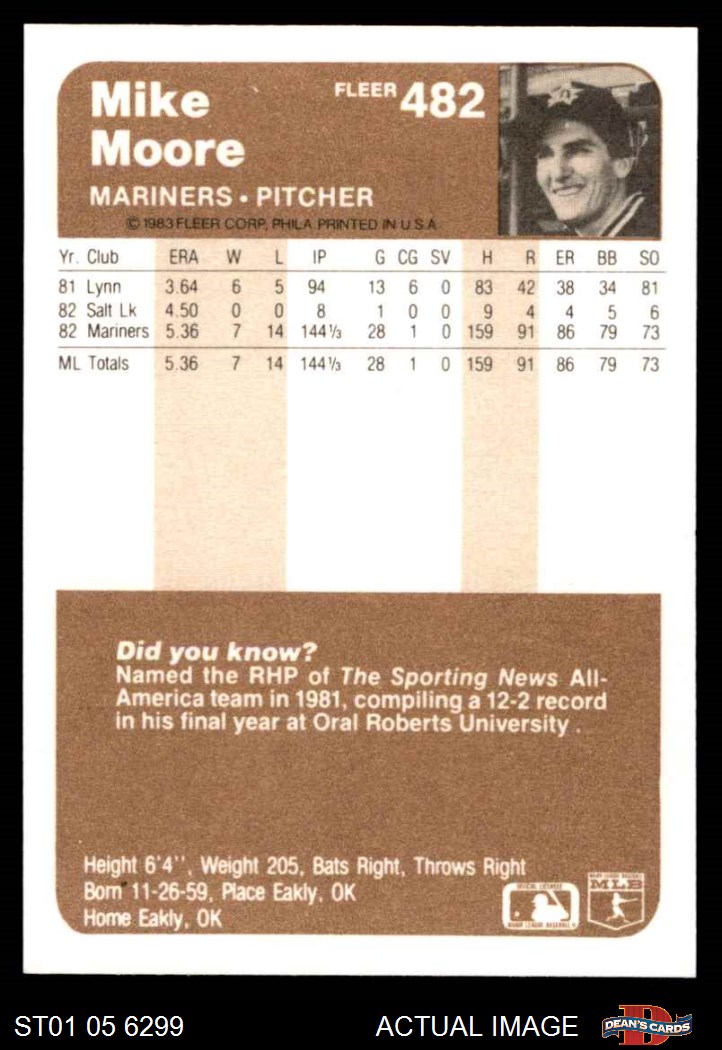 Mike
Moore
FLEER 482
MARINERS • PITCHER
© 1983 FLEER CORP, PHILA PRINTED IN U.S.A
Yr. Club ERA W L IP G CG SV H R ER BB SO
81 Lynn 3.64 6 5 94 13 6 0 83 42 38 34 81
82 Salt Lk 4.50 0 0 8 1 0 0 9 4 4 5 6
82 Mariners 5.36 7 14 144⅓ 28 1 0 159 91 86 79 73
ML Totals 5.36 7 14 144⅓ 28 1 0 159 91 86 79 73
Did you know?
Named the RHP of The Sporting News All-
America team in 1981, compiling a 12-2 record
in his final year at Oral Roberts University .
Height 6'4'', Weight 205, Bats Right, Throws Right
Born 11-26-59, Place Eakly, OK
Home Eakly, OK
MLB
ST01 05 6299
ACTUAL IMAGE
D
DEAN'S CARDS